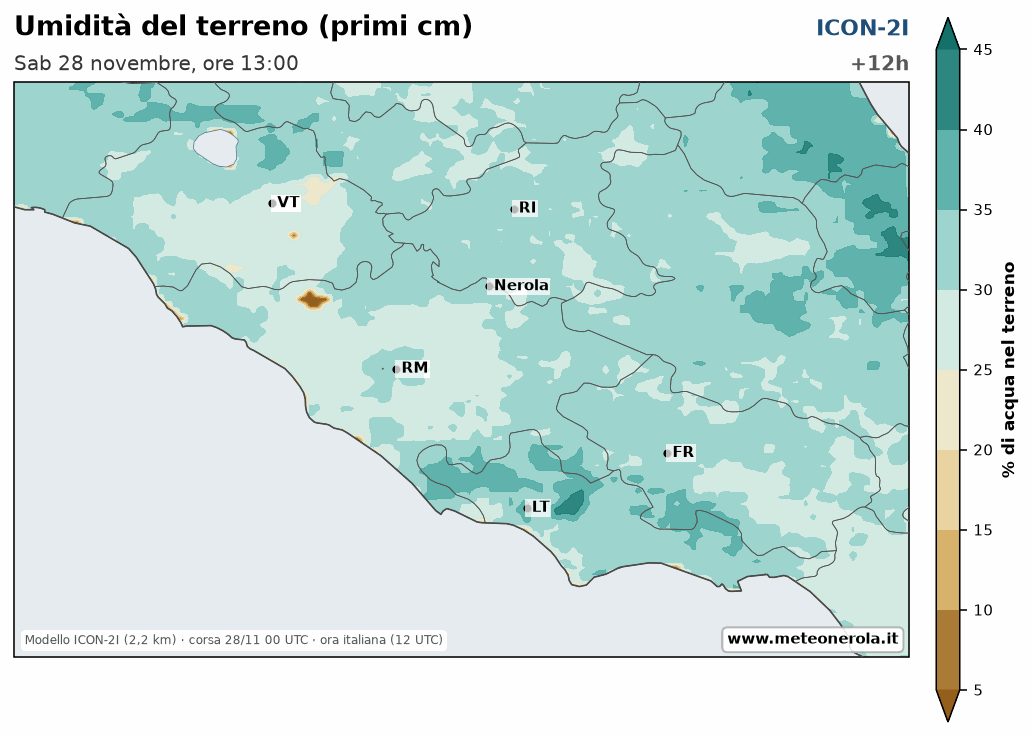 Umidità del terreno (primi cm)
ICON-2I
Sab 28 novembre, ore 13:00
+12h
VT
RI
Nerola
RM
FR
LT
45
40
35
30
25
20
15
10
5
% di acqua nel terreno
Modello ICON-2I (2,2 km) · corsa 28/11 00 UTC · ora italiana (12 UTC)
www.meteonerola.it